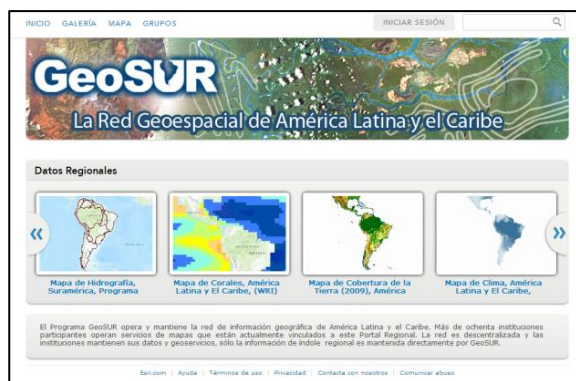 INICIO GALERÍA MAPA GRUPOS INICIAR SESIÓN
GeoSUR
La Red Geoespacial de América Latina y el Caribe
Datos Regionales
«
»
Mapa de Hidrografía,
Suramérica, Programa
Mapa de Corales, América
Latina y El Caribe, (WRI)
Mapa de Cobertura de la
Tierra (2009), América
Mapa de Clima, América
Latina y El Caribe,
El Programa GeoSUR opera y mantiene la red de información geográfica de América Latina y el Caribe. Más de ochenta instituciones
participantes operan servicios de mapas que están actualmente vinculados a este Portal Regional. La red es descentralizada y las
instituciones mantienen sus datos y geoservicios, sólo la información de índole regional es mantenida directamente por GeoSUR.
Esri.com | Ayuda | Términos de uso | Privacidad | Contacta con nosotros | Comunicar abuso